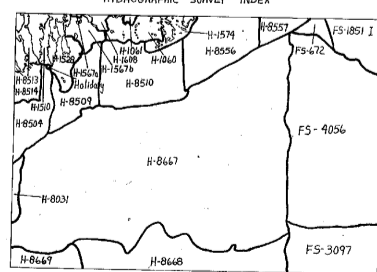 HYDROGRAPHIC SURVEY INDEX
H-1574
H-8557
FS-1851 I
H-1061
H-1608
H-1060
H-8556
FS-672
H-1528
H-1567a
H-1567b
Holiday
H-8513
H-8514
H-8510
H-1510
H-8509
H-8504
FS-4056
H-8667
H-8031
H-8669
H-8668
FS-3097